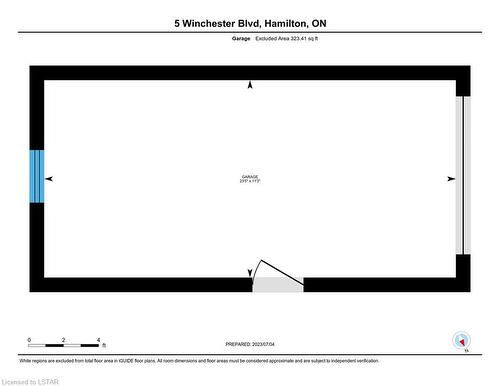 5 Winchester Blvd, Hamilton, ON
Garage Excluded Area 323.41 sq ft
GARAGE
23'5" x 11'3"
0 2 4 ft
PREPARED: 2023/07/04
White regions are excluded from total floor area in iGUIDE floor plans. All room dimensions and floor areas must be considered approximate and are subject to independent verification.
Licensed to LSTAR